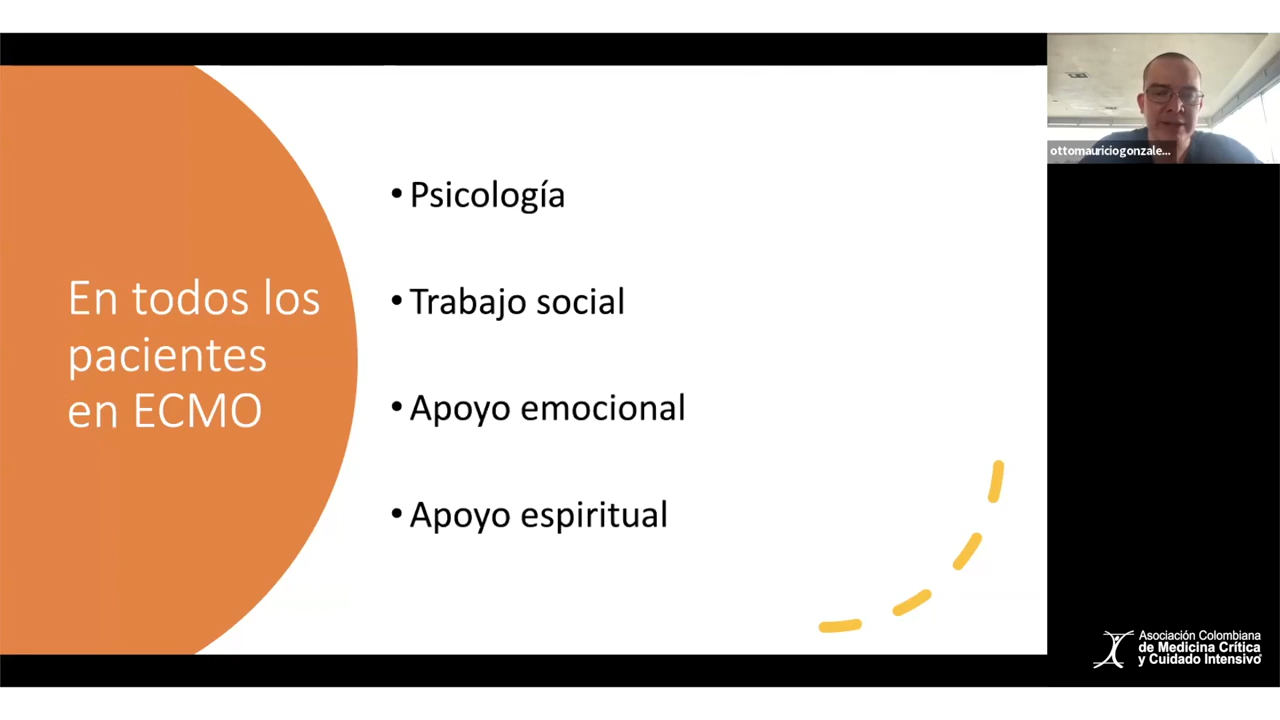 En todos los
pacientes
en ECMO
• Psicología
• Trabajo social
• Apoyo emocional
• Apoyo espiritual
ottomauriciogonzale...
Asociación Colombiana
de Medicina Crítica
y Cuidado Intensivo